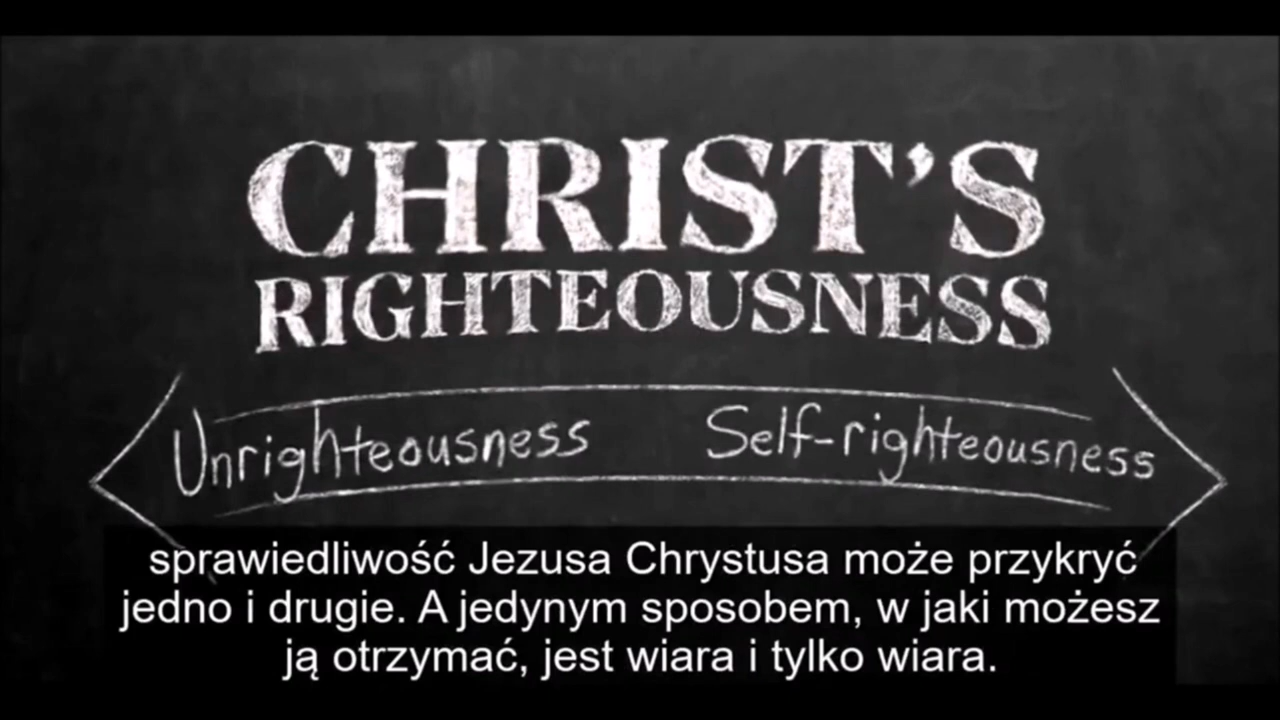 CHRIST'S
RIGHTEOUSNESS
Unrighteousness Self-righteousness
sprawiedliwość Jezusa Chrystusa może przykryć
jedno i drugie. A jedynym sposobem, w jaki możesz
ją otrzymać, jest wiara i tylko wiara.